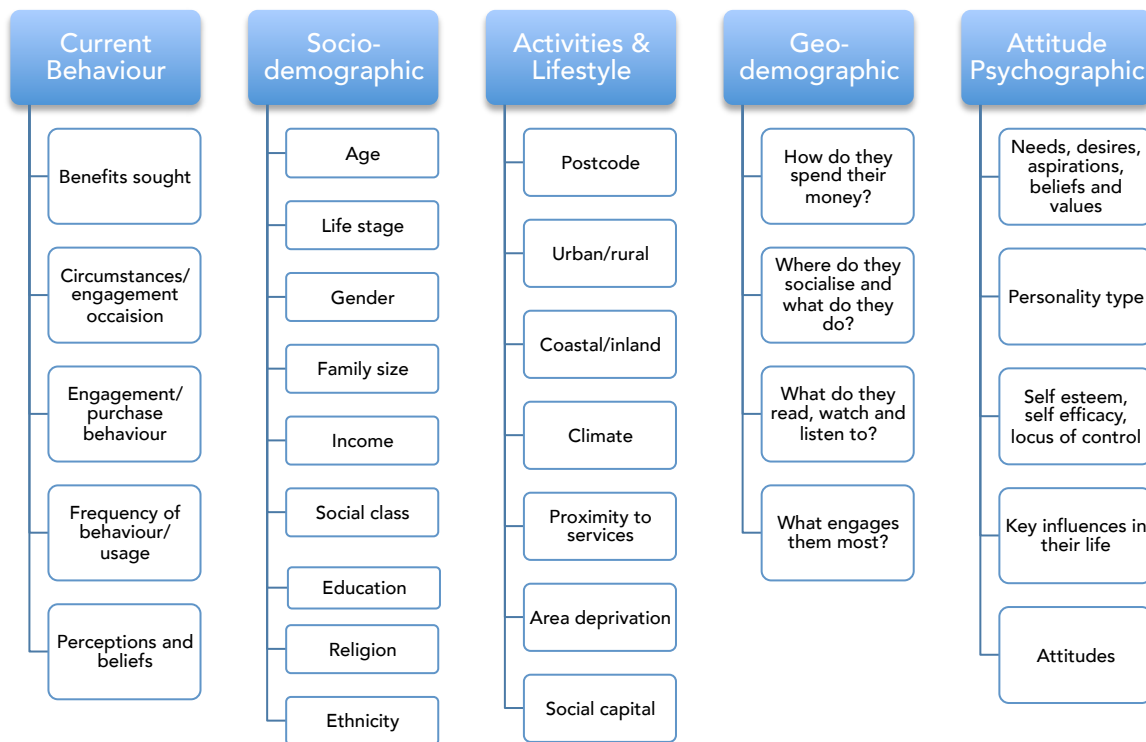 Current
Behaviour
Benefits sought
Circumstances/
engagement
occaision
Engagement/
purchase
behaviour
Frequency of
behaviour/
usage
Perceptions and
beliefs
Socio-
demographic
Age
Life stage
Gender
Family size
Income
Social class
Education
Religion
Ethnicity
Activities &
Lifestyle
Postcode
Urban/rural
Coastal/inland
Climate
Proximity to
services
Area deprivation
Social capital
Geo-
demographic
How do they
spend their
money?
Where do they
socialise and
what do they
do?
What do they
read, watch and
listen to?
What engages
them most?
Attitude
Psychographic
Needs, desires,
aspirations,
beliefs and
values
Personality type
Self esteem,
self efficacy,
locus of control
Key influences in
their life
Attitudes